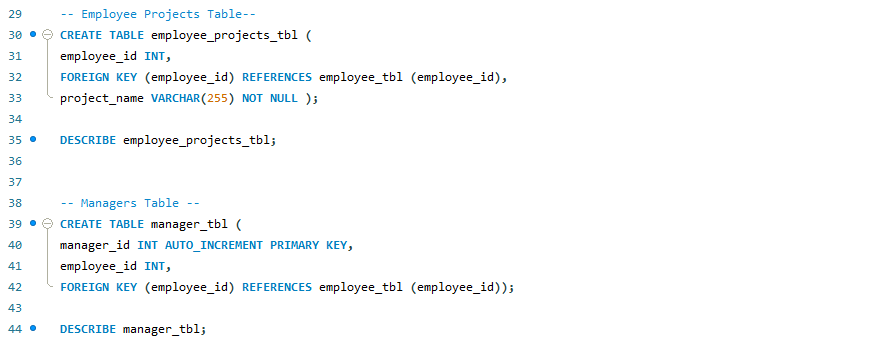 29 -- Employee Projects Table--
30 CREATE TABLE employee_projects_tbl (
31 employee_id INT,
32 FOREIGN KEY (employee_id) REFERENCES employee_tbl (employee_id),
33 project_name VARCHAR(255) NOT NULL );
34
35 DESCRIBE employee_projects_tbl;
36
37
38 -- Managers Table --
39 CREATE TABLE manager_tbl (
40 manager_id INT AUTO_INCREMENT PRIMARY KEY,
41 employee_id INT,
42 FOREIGN KEY (employee_id) REFERENCES employee_tbl (employee_id));
43
44 DESCRIBE manager_tbl;